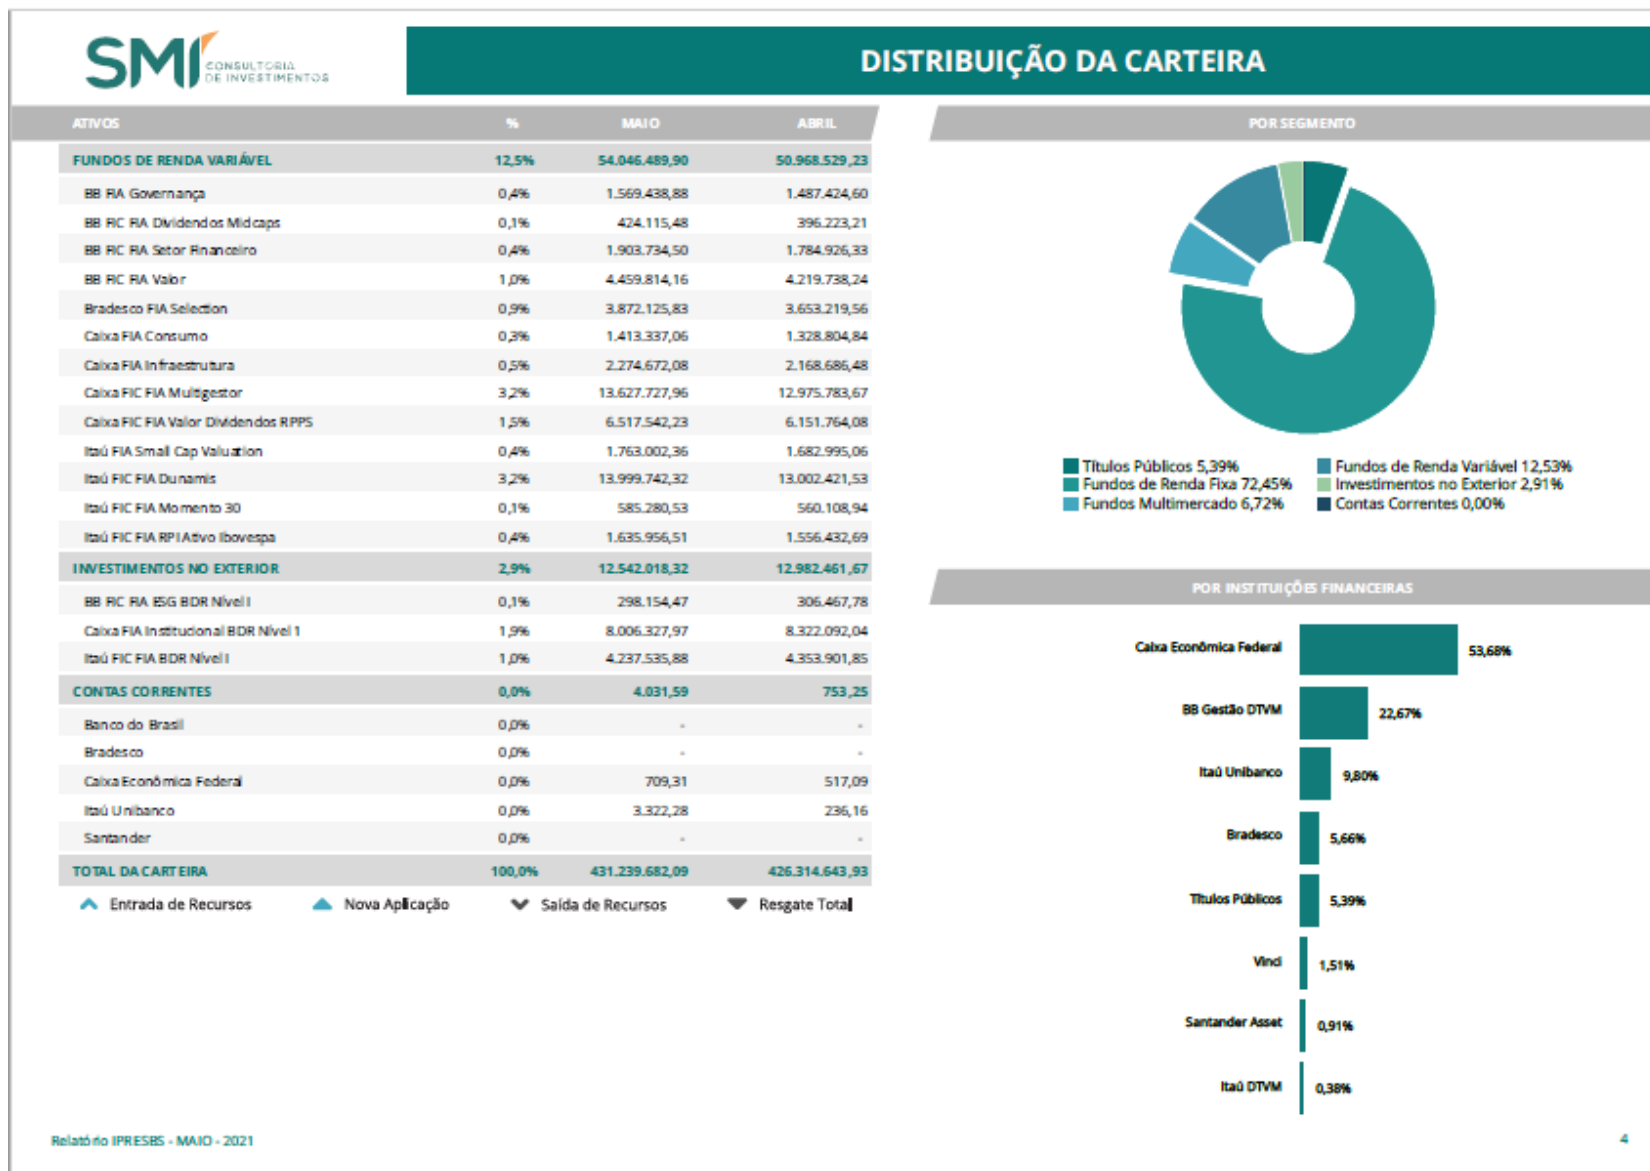 SMI CONSULTORIA
DE INVESTIMENTOS
DISTRIBUIÇÃO DA CARTEIRA
ATIVOS % MAIO ABRIL
FUNDOS DE RENDA VARIÁVEL 12,5% 54.046.489,90 50.968.529,23
BB FIA Governança 0,4% 1.569.438,88 1.487.424,60
BB FIC FIA Dividendos Midcaps 0,1% 424.115,48 396.223,21
BB FIC FIA Setor Financeiro 0,4% 1.903.734,50 1.784.926,33
BB FIC FIA Valor 1,0% 4.459.814,16 4.219.738,24
Bradesco FIA Selection 0,9% 3.872.125,83 3.653.219,56
Caixa FIA Consumo 0,3% 1.413.337,06 1.328.804,84
Caixa FIA Infraestrutura 0,5% 2.274.672,08 2.168.686,48
Caixa FIC FIA Multigestor 3,2% 13.627.727,96 12.975.783,67
Caixa FIC FIA Valor Dividendos RPPS 1,5% 6.517.542,23 6.151.764,08
Itaú FIA Small Cap Valuation 0,4% 1.763.002,36 1.682.995,06
Itaú FIC FIA Dunamis 3,2% 13.999.742,32 13.002.421,53
Itaú FIC FIA Momento 30 0,1% 585.280,53 560.108,94
Itaú FIC FIA RPI Ativo Ibovespa 0,4% 1.635.956,51 1.556.432,69
INVESTIMENTOS NO EXTERIOR 2,9% 12.542.018,32 12.982.461,67
BB FIC FIA ESG BDR Nível I 0,1% 298.154,47 306.467,78
Caixa FIA Institucional BDR Nível 1 1,9% 8.006.327,97 8.322.092,04
Itaú FIC FIA BDR Nível I 1,0% 4.237.535,88 4.353.901,85
CONTAS CORRENTES 0,0% 4.031,59 753,25
Banco do Brasil 0,0% - -
Bradesco 0,0% - -
Caixa Econômica Federal 0,0% 709,31 517,09
Itaú Unibanco 0,0% 3.322,28 236,16
Santander 0,0% - -
TOTAL DA CARTEIRA 100,0% 431.239.682,09 426.314.643,93
Entrada de Recursos Nova Aplicação Saída de Recursos Resgate Total
POR SEGMENTO
Títulos Públicos 5,39% Fundos de Renda Variável 12,53%
Fundos de Renda Fixa 72,45% Investimentos no Exterior 2,91%
Fundos Multimercado 6,72% Contas Correntes 0,00%
POR INSTITUIÇÕES FINANCEIRAS
Caixa Econômica Federal 53,68%
BB Gestão DTVM 22,67%
Itaú Unibanco 9,80%
Bradesco 5,66%
Títulos Públicos 5,39%
Vinci 1,51%
Santander Asset 0,91%
Itaú DTVM 0,38%
Relatório IPRESBS - MAIO - 2021 4